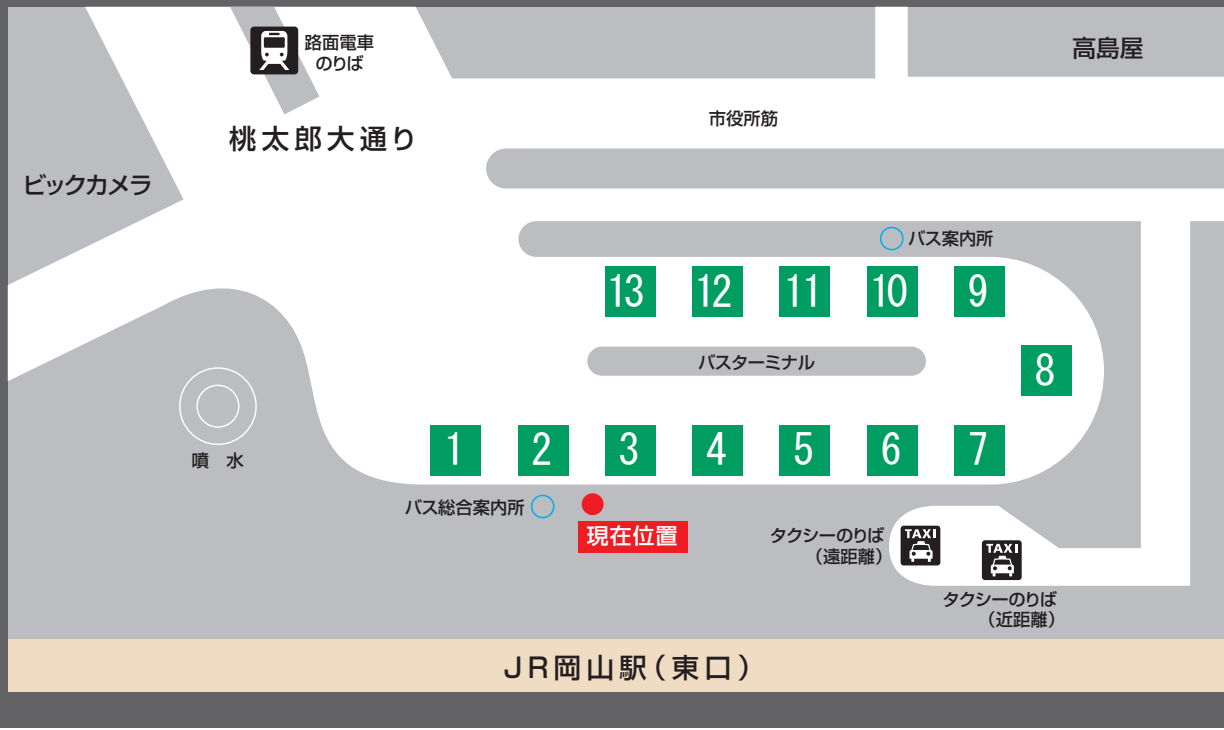 路面電車
のりば
高島屋
市役所筋
桃太郎大通り
ビックカメラ
バス案内所
13 12 11 10 9
バスターミナル
8
1 2 3 4 5 6 7
噴 水
バス総合案内所
現在位置
タクシーのりば
（遠距離）
TAXI
TAXI
タクシーのりば
（近距離）
JR岡山駅（東口）